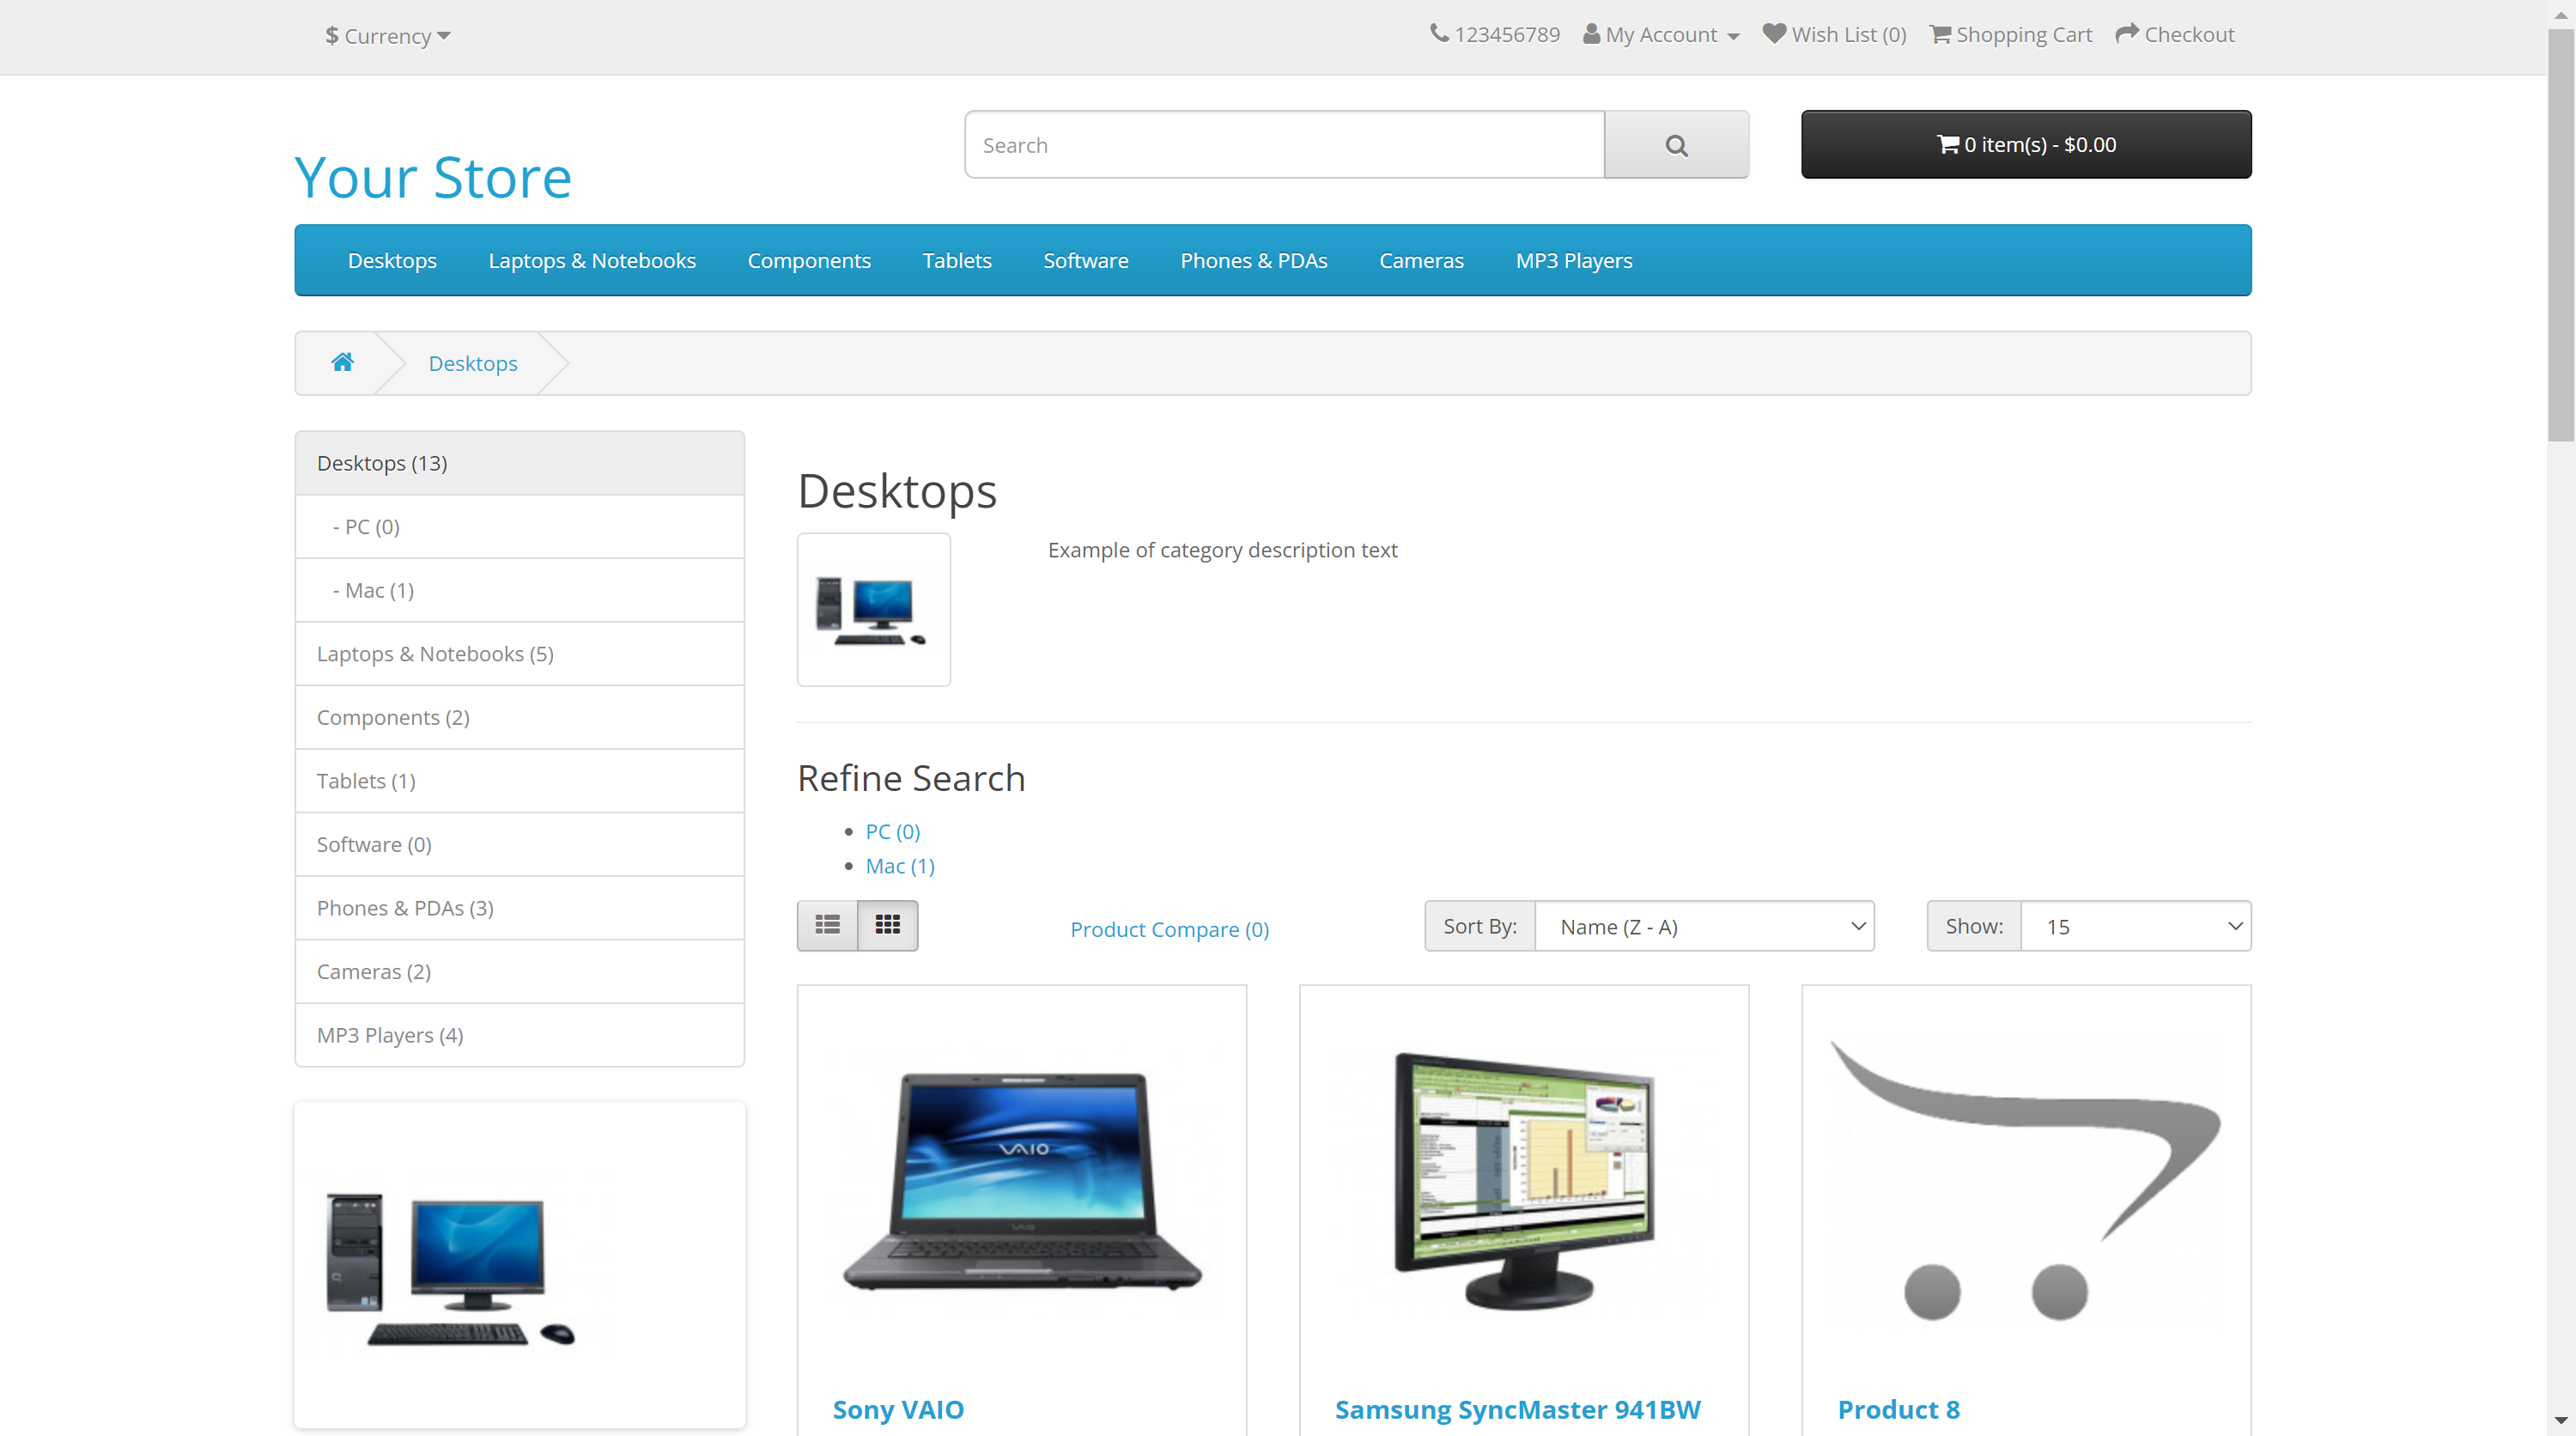 $ Currency
123456789 My Account Wish List (0) Shopping Cart Checkout
Your Store
Search
0 item(s) - $0.00
Desktops Laptops & Notebooks Components Tablets Software Phones & PDAs Cameras MP3 Players
Desktops
Desktops (13)
- PC (0)
- Mac (1)
Laptops & Notebooks (5)
Components (2)
Tablets (1)
Software (0)
Phones & PDAs (3)
Cameras (2)
MP3 Players (4)
Desktops
Example of category description text
Refine Search
PC (0)
Mac (1)
Product Compare (0)
Sort By: Name (Z - A)
Show: 15
VAIO
VAIO
Sony VAIO
Samsung SyncMaster 941BW
Product 8